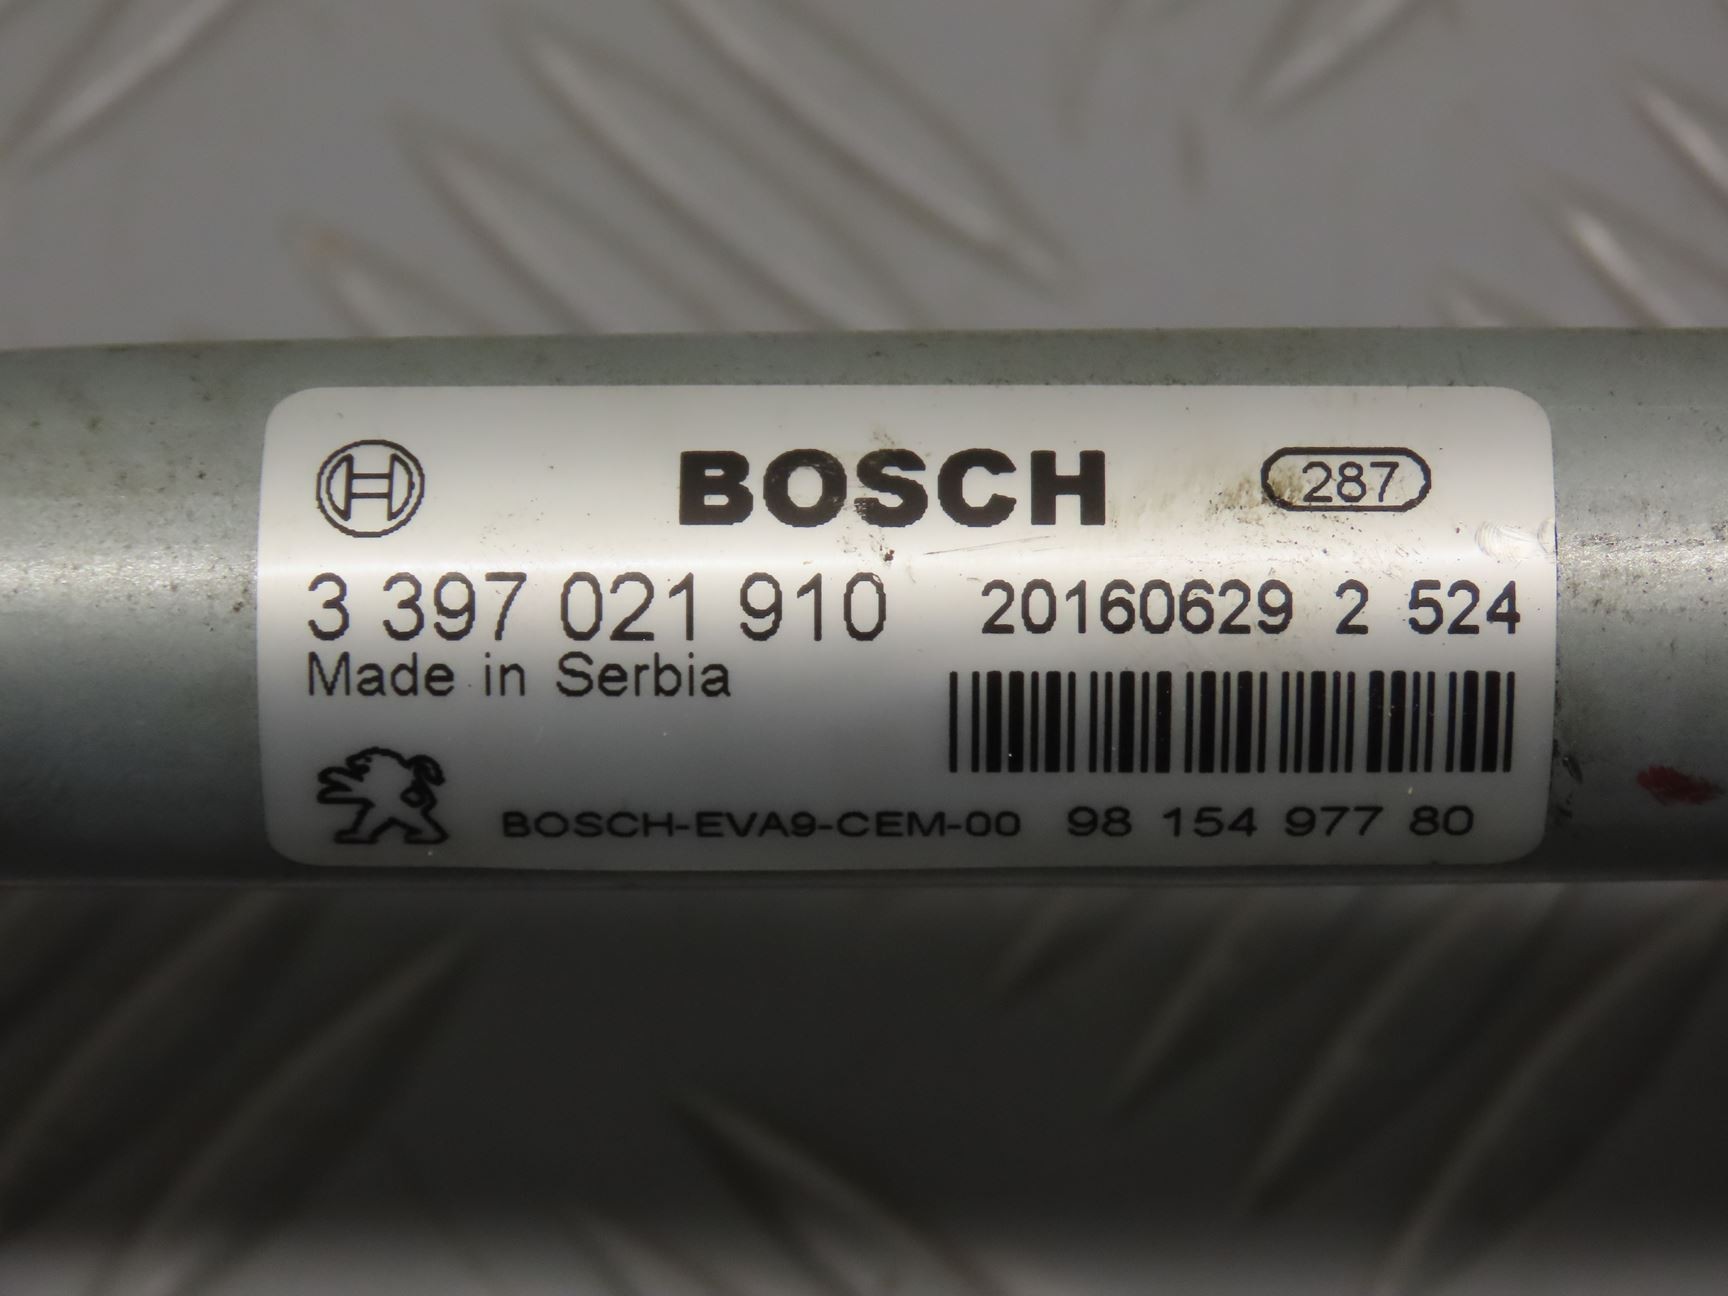 BOSCH 287
3 397 021 910 20160629 2 524
Made in Serbia
BOSCH-EVA9-CEM-00 98 154 977 80